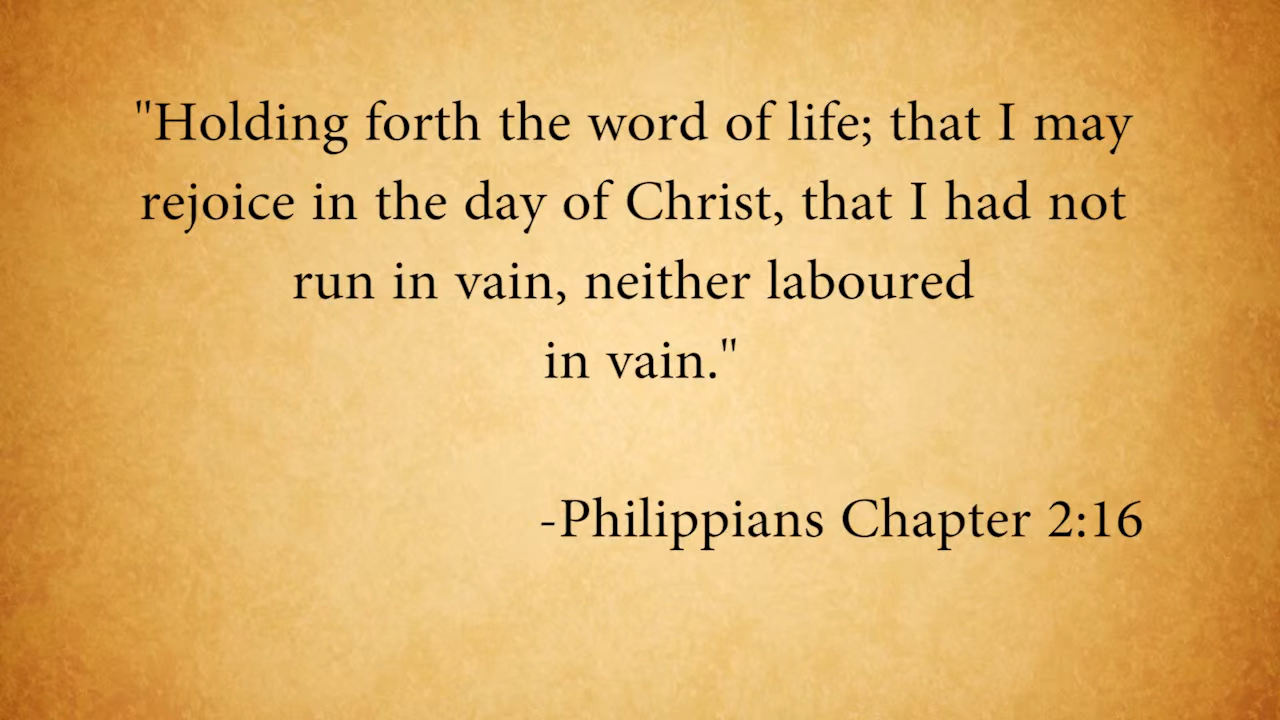 "Holding forth the word of life; that I may
rejoice in the day of Christ, that I had not
run in vain, neither laboured
in vain."
-Philippians Chapter 2:16